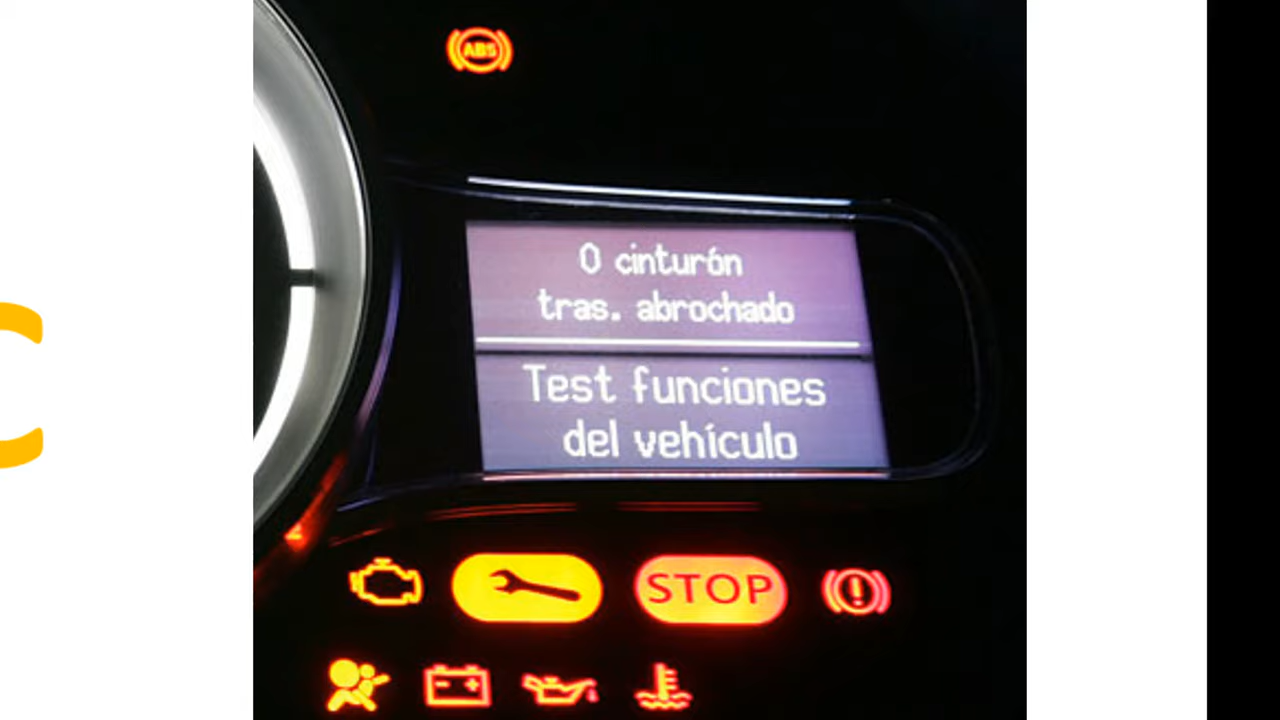 ABS
0 cinturón
tras. abrochado
Test funciones
del vehículo
STOP